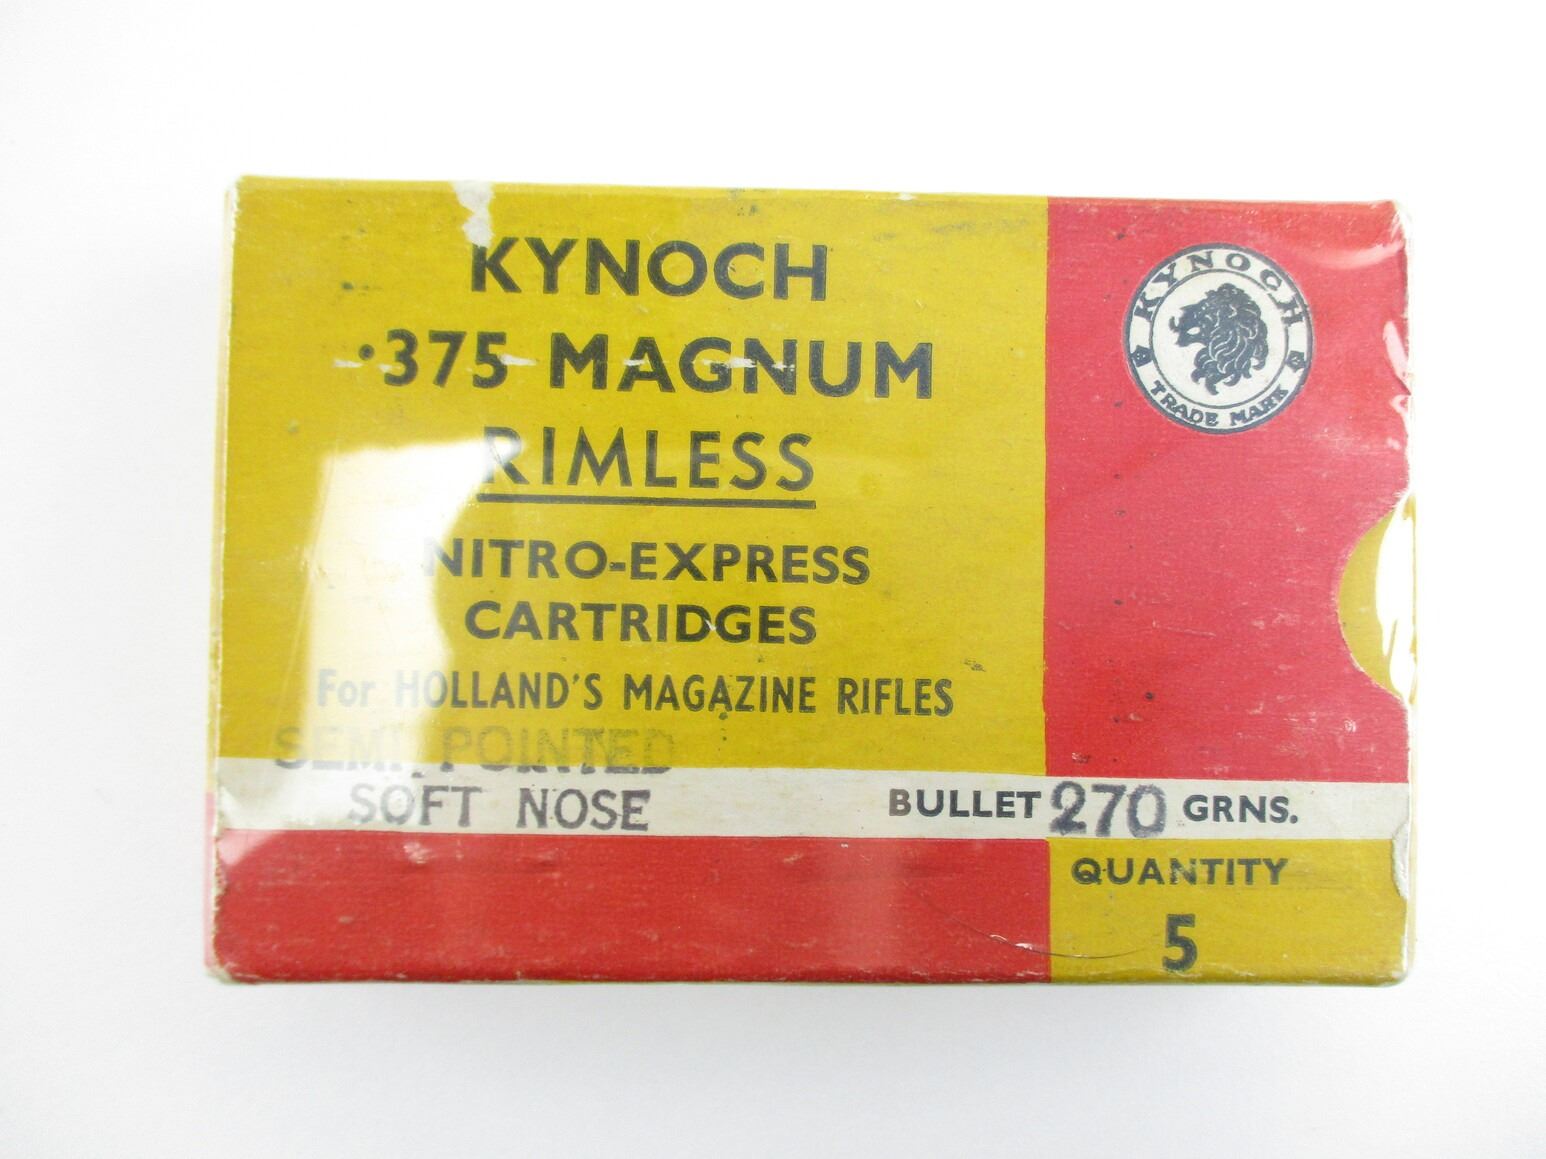 KYNOCH
·375 MAGNUM
RIMLESS
NITRO-EXPRESS
CARTRIDGES
For HOLLAND'S MAGAZINE RIFLES
SEMI. POINTED
SOFT NOSE
KYNOCH
TRADE MARK
BULLET 270 GRNS.
QUANTITY
5